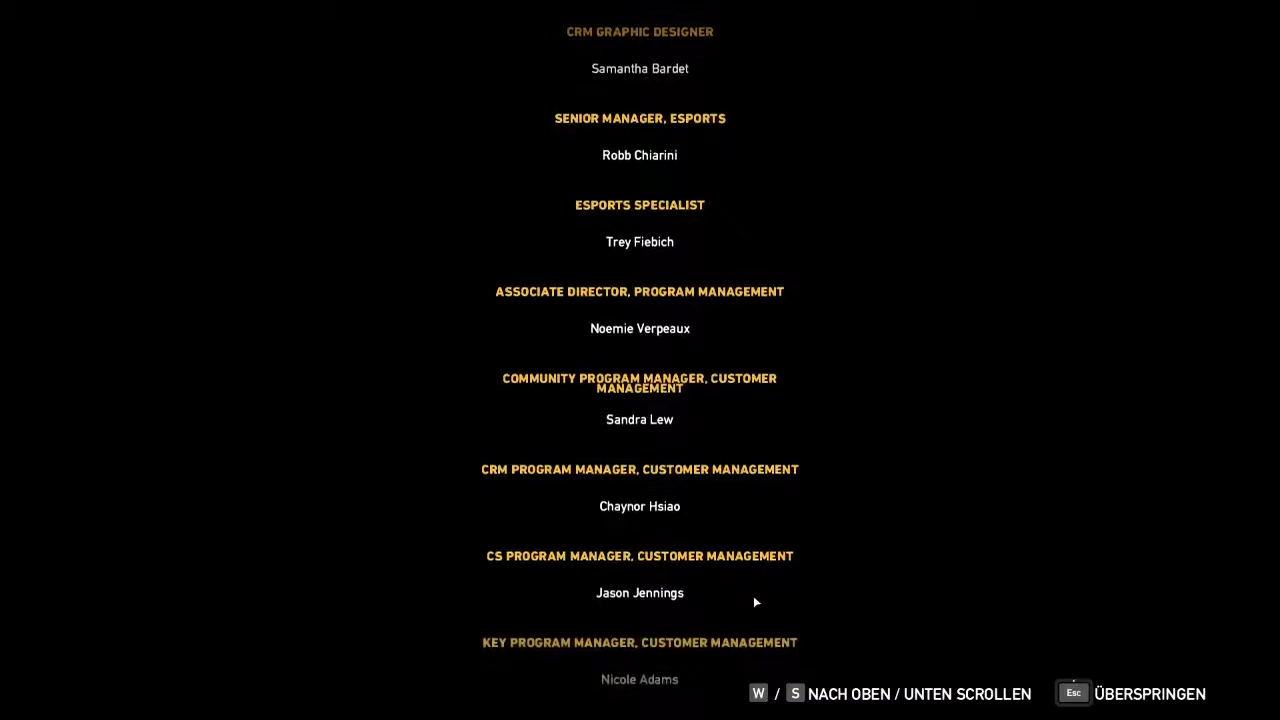 CRM GRAPHIC DESIGNER
Samantha Bardet
SENIOR MANAGER, ESPORTS
Robb Chiarini
ESPORTS SPECIALIST
Trey Fiebich
ASSOCIATE DIRECTOR, PROGRAM MANAGEMENT
Noemie Verpeaux
COMMUNITY PROGRAM MANAGER, CUSTOMER
MANAGEMENT
Sandra Lew
CRM PROGRAM MANAGER, CUSTOMER MANAGEMENT
Chaynor Hsiao
CS PROGRAM MANAGER, CUSTOMER MANAGEMENT
Jason Jennings
KEY PROGRAM MANAGER, CUSTOMER MANAGEMENT
Nicole Adams
W / S NACH OBEN / UNTEN SCROLLEN Esc ÜBERSPRINGEN